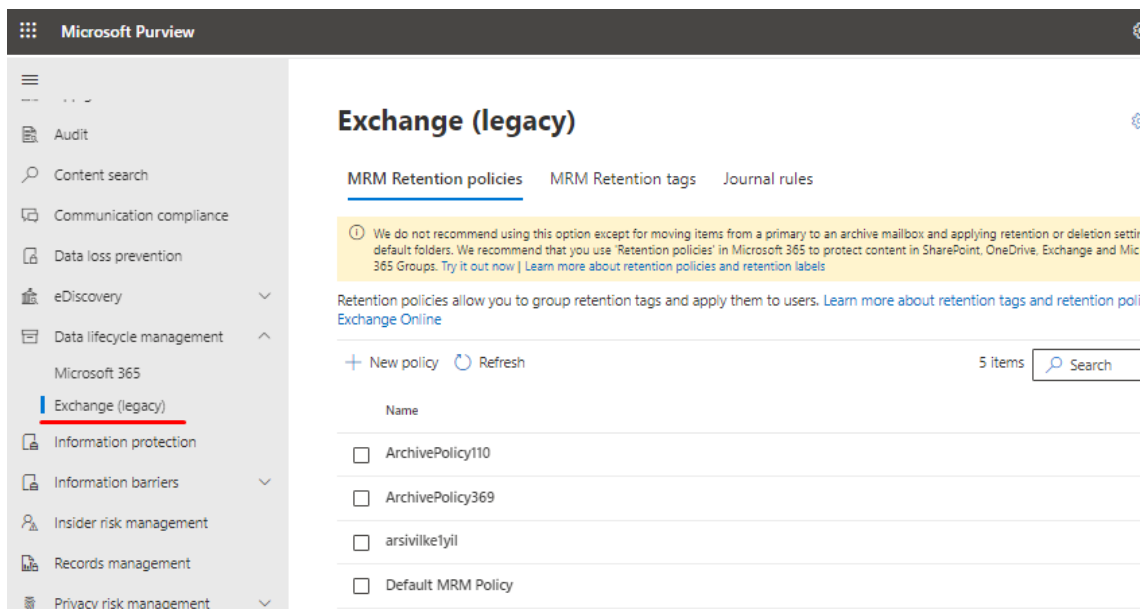 Microsoft Purview
Audit
Content search
Communication compliance
Data loss prevention
eDiscovery
Data lifecycle management
Microsoft 365
Exchange (legacy)
Information protection
Information barriers
Insider risk management
Records management
Privacy risk management
Exchange (legacy)
MRM Retention policies MRM Retention tags Journal rules
We do not recommend using this option except for moving items from a primary to an archive mailbox and applying retention or deletion settin
default folders. We recommend that you use 'Retention policies' in Microsoft 365 to protect content in SharePoint, OneDrive, Exchange and Mic
365 Groups. Try it out now | Learn more about retention policies and retention labels
Retention policies allow you to group retention tags and apply them to users. Learn more about retention tags and retention poli
Exchange Online
New policy Refresh 5 items Search
Name
ArchivePolicy110
ArchivePolicy369
arsivilke1yil
Default MRM Policy